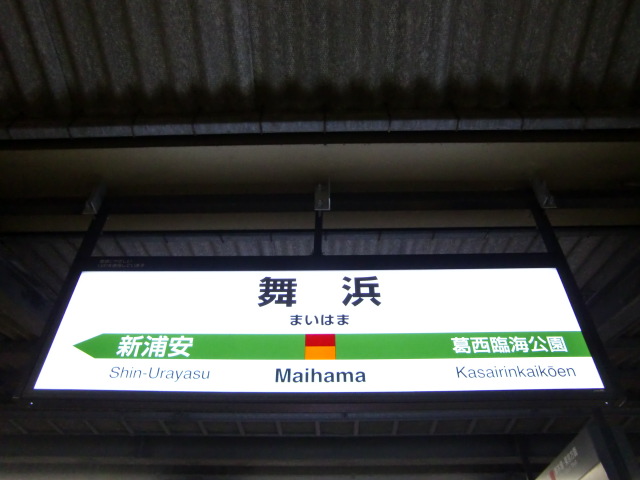 舞浜
まいはま
新浦安
葛西臨海公園
Shin-Urayasu
Maihama
Kasairinkaikōen